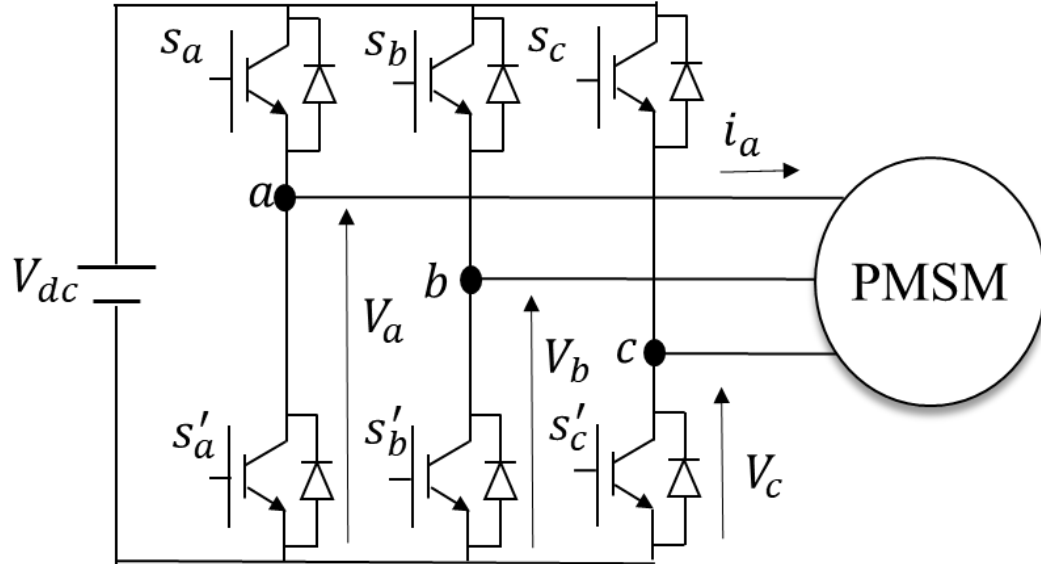 s_a
s_b
s_c
i_a
a
V_dc
b
PMSM
V_a
V_b
c
s'_a
s'_b
s'_c
V_c